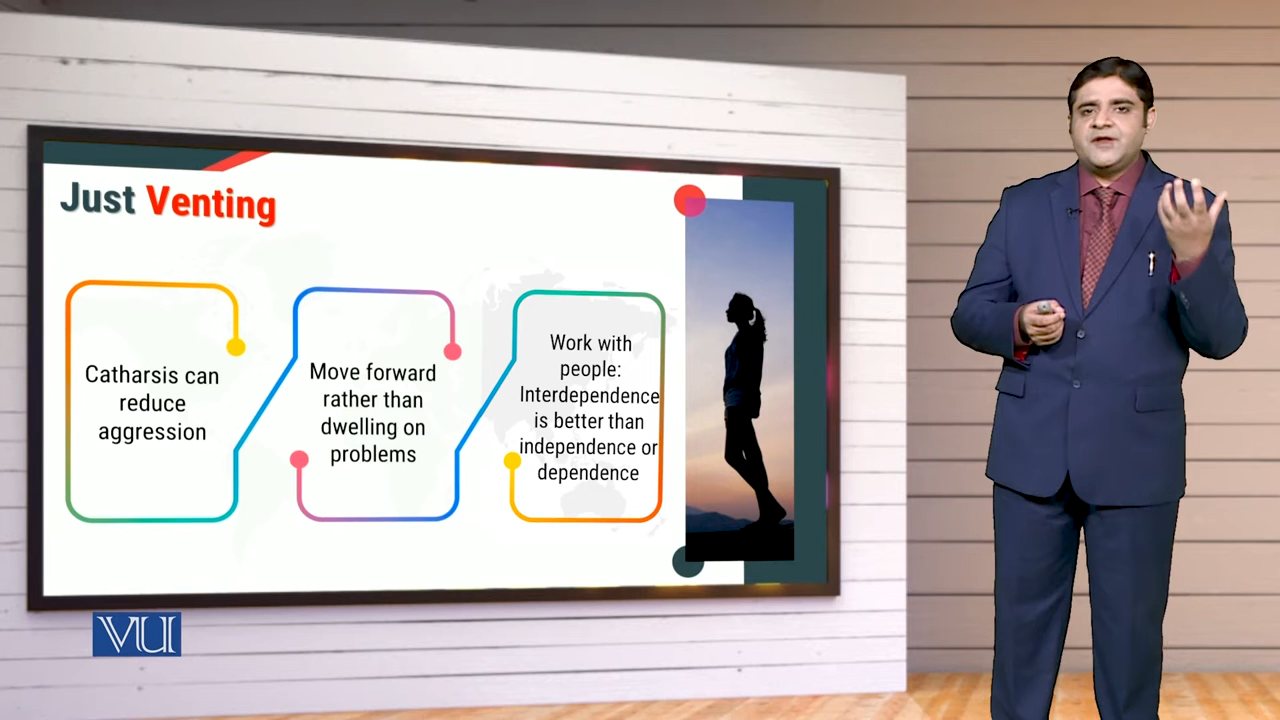 Just Venting
Catharsis can
reduce
aggression
Move forward
rather than
dwelling on
problems
Work with
people:
Interdependence
is better than
independence or
dependence
VU